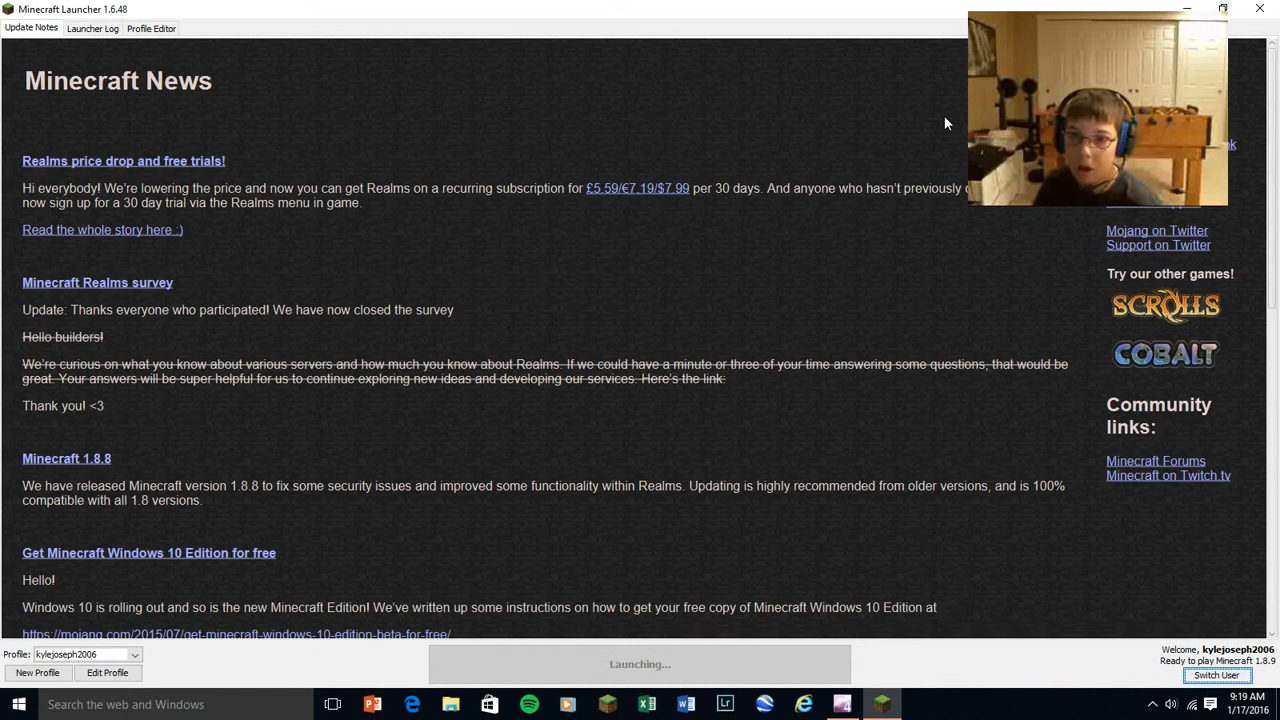 Minecraft Launcher 1.6.48
Update Notes
Launcher Log
Profile Editor
Minecraft News
Realms price drop and free trials!
Hi everybody! We're lowering the price and now you can get Realms on a recurring subscription for £5.59/€7.19/$7.99 per 30 days. And anyone who hasn't previously
now sign up for a 30 day trial via the Realms menu in game.
Read the whole story here :)
Minecraft Realms survey
Update: Thanks everyone who participated! We have now closed the survey
Hello builders!
We're curious on what you know about various servers and how much you know about Realms. If we could have a minute or three of your time answering some questions, that would be
great. Your answers will be super helpful for us to continue exploring new ideas and developing our services. Here's the link.
Thank you! <3
Minecraft 1.8.8
We have released Minecraft version 1.8.8 to fix some security issues and improved some functionality within Realms. Updating is highly recommended from older versions, and is 100%
compatible with all 1.8 versions.
Get Minecraft Windows 10 Edition for free
Hello!
Windows 10 is rolling out and so is the new Minecraft Edition! We've written up some instructions on how to get your free copy of Minecraft Windows 10 Edition at
https://mojang.com/2015/07/get-minecraft-windows-10-edition-beta-for-free/
Mojang on Twitter
Support on Twitter
Try our other games!
SCROLLS
COBALT
Community
links:
Minecraft Forums
Minecraft on Twitch.tv
Profile: kylejoseph2006
New Profile
Edit Profile
Launching...
Welcome, kylejoseph2006
Ready to play Minecraft 1.8.9
Switch User
Search the web and Windows
9:19 AM
1/17/2016